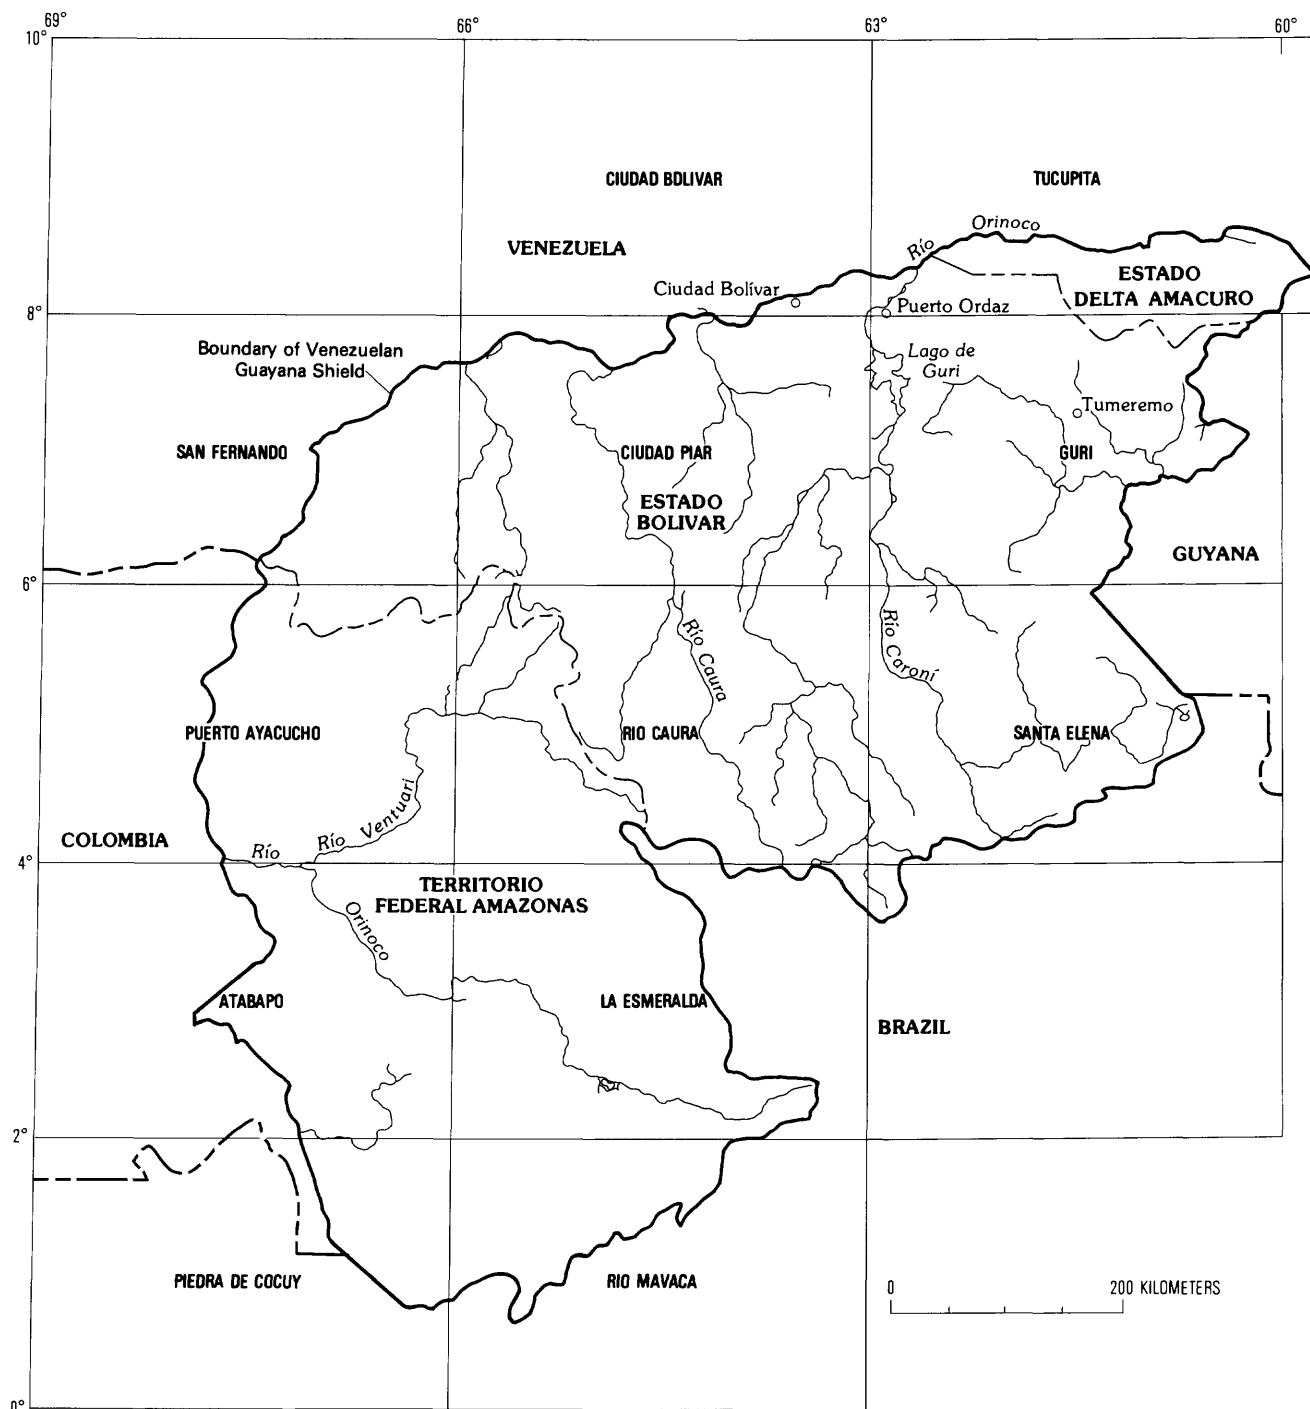 69°
66°
63°
60°
10°
CIUDAD BDLIVAR
TUCUPITA
Río
Orinoco
VENEZUELA
ESTADO
DELTA AMACURO
Ciudad Bolívar
Puerto Ordaz
8°
Boundary of Venezuelan
Guayana Shield
Lago de
Guri
Tumeremo
SAN FERNANDO
CIUDAD PIAR
GURI
ESTADO
BOLIVAR
GUYANA
6°
Río Caura
Río Caroní
PUERTO AYACUCHO
RIO CAURA
SANTA ELENA
COLOMBIA
Río
Río Ventuari
4°
TERRITORIO
FEDERAL AMAZONAS
Orinoco
ATABAPO
LA ESMERALDA
BRAZIL
2°
PIEDRA DE COCUY
RIO MAVACA
0
200 KILOMETERS
0°